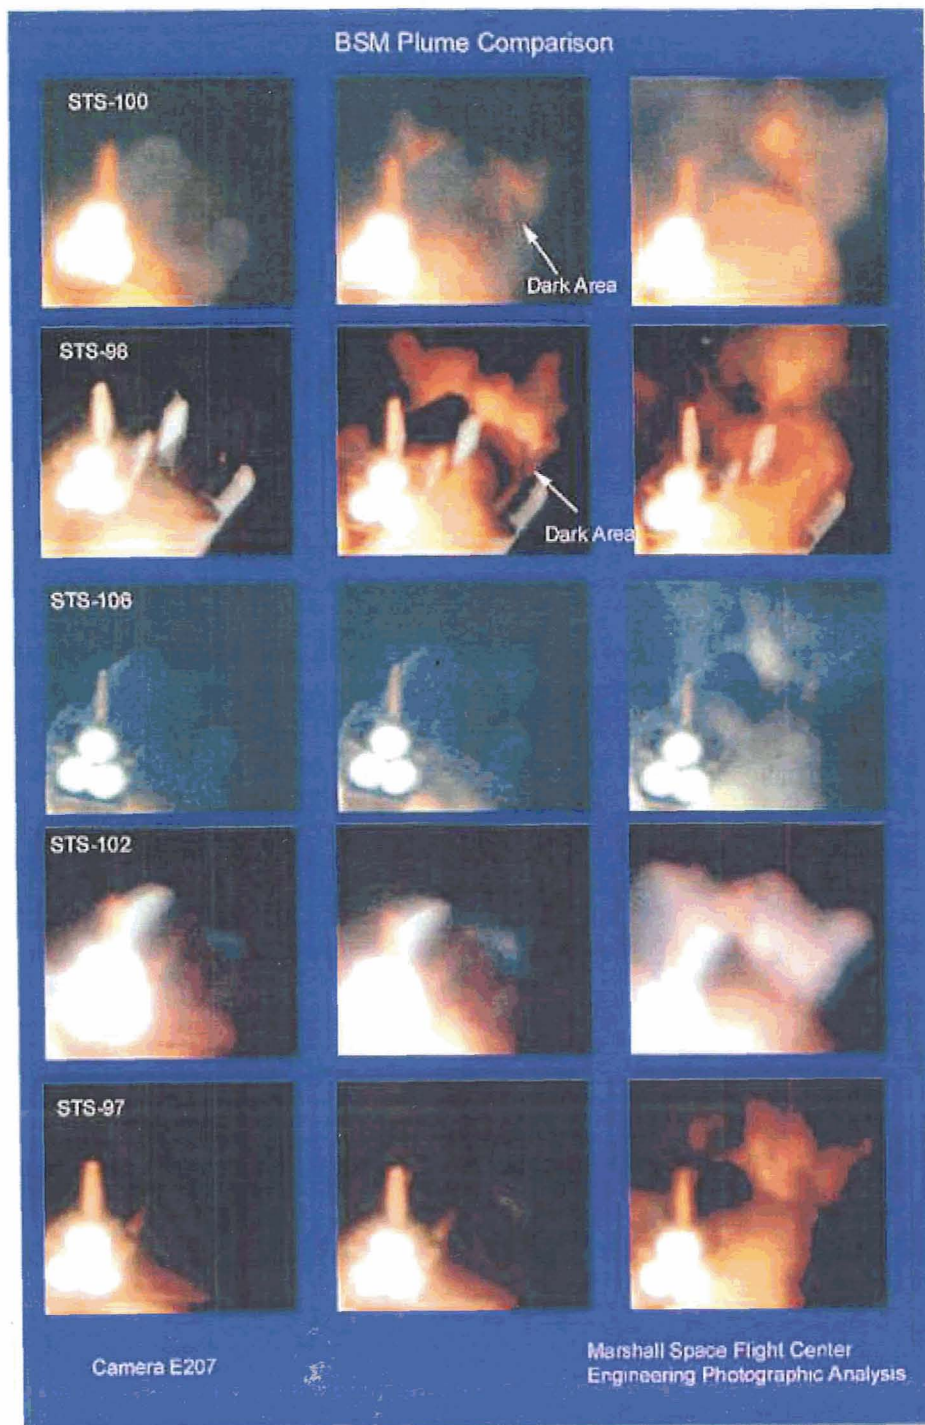 BSM Plume Comparison
STS-100
Dark Area
STS-98
Dark Area
STS-106
STS-102
STS-97
Camera E207
Marshall Space Flight Center
Engineering Photographic Analysis